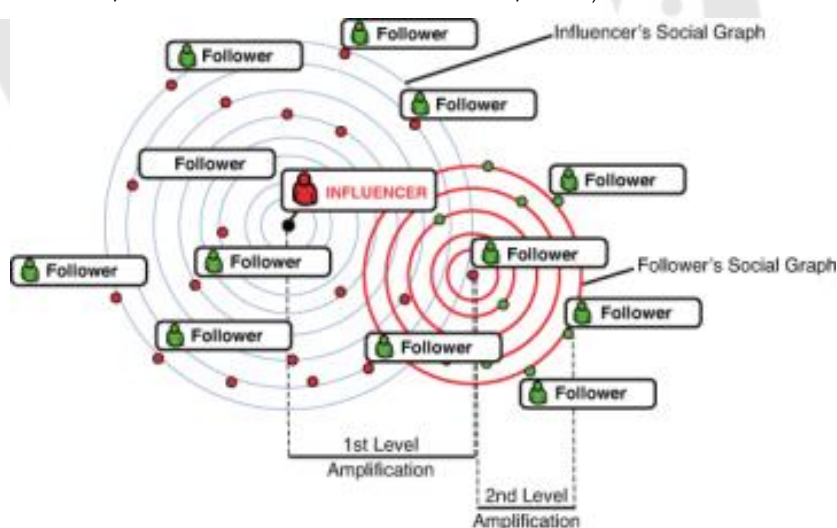 Follower
Influencer's Social Graph
Follower
Follower
Follower
INFLUENCER
Follower
Follower
Follower
Follower
Follower's Social Graph
Follower
Follower
Follower
Follower
1st Level
Amplification
2nd Level
Amplification